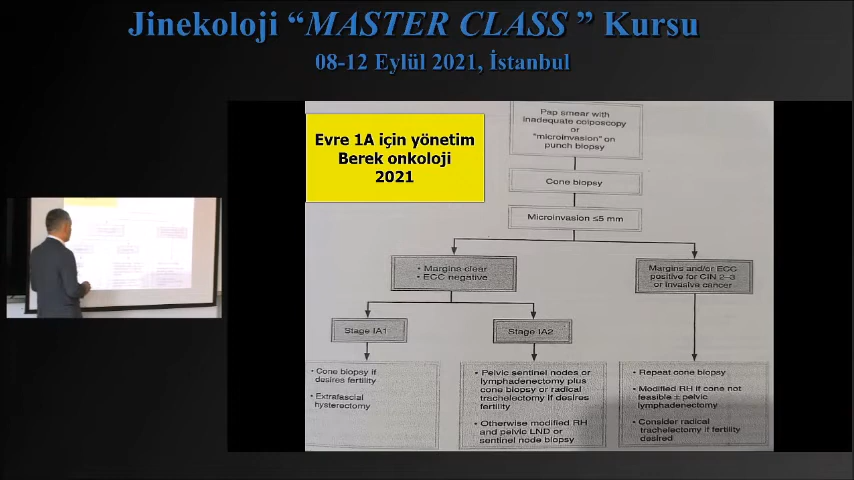 Jinekoloji “MASTER CLASS ” Kursu
08-12 Eylül 2021, İstanbul
Evre 1A için yönetim
Berek onkoloji
2021
Pap smear with
inadequate colposcopy
or
"microinvasion" on
punch biopsy
Cone biopsy
Microinvasion ≤5 mm
• Margins clear
• ECC negative
Margins and/or ECC
positive for CIN 2–3
or invasive cancer
Stage IA1
Stage IA2
• Cone biopsy if
desires fertility
• Extrafascial
hysterectomy
• Pelvic sentinel nodes or
lymphadenectomy plus
cone biopsy or radical
trachelectomy if desires
fertility
• Otherwise modified RH
and pelvic LND or
sentinel node biopsy
• Repeat cone biopsy
• Modified RH if cone not
feasible ± pelvic
lymphadenectomy
• Consider radical
trachelectomy if fertility
desired